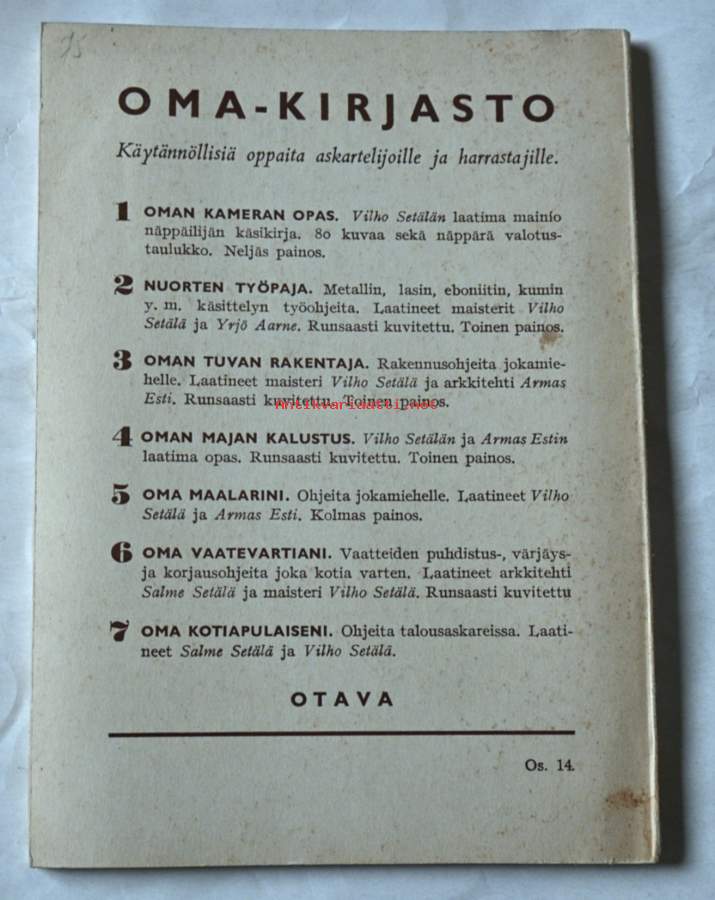 75
OMA-KIRJASTO
Käytännöllisiä oppaita askartelijoille ja harrastajille.
1 OMAN KAMERAN OPAS. Vilho Setälän laatima mainio
näppäilijän käsikirja. 80 kuvaa sekä näppärä valotus-
taulukko. Neljäs painos.
2 NUORTEN TYÖPAJA. Metallin, lasin, eboniitin, kumin
y. m. käsittelyn työohjeita. Laatineet maisterit Vilho
Setälä ja Yrjö Aarne. Runsaasti kuvitettu. Toinen painos.
3 OMAN TUVAN RAKENTAJA. Rakennusohjeita jokamie-
helle. Laatineet maisteri Vilho Setälä ja arkkitehti Armas
Esti. Runsaasti kuvitettu. Toinen painos.
Antikvariaatti.net
4 OMAN MAJAN KALUSTUS. Vilho Setälän ja Armas Estin
laatima opas. Runsaasti kuvitettu. Toinen painos.
5 OMA MAALARINI. Ohjeita jokamiehelle. Laatineet Vilho
Setälä ja Armas Esti. Kolmas painos.
6 OMA VAATEVARTIANI. Vaatteiden puhdistus-, värjäys-
ja korjausohjeita joka kotia varten. Laatineet arkkitehti
Salme Setälä ja maisteri Vilho Setälä. Runsaasti kuvitettu
7 OMA KOTIAPULAISENI. Ohjeita talousaskareissa. Laati-
neet Salme Setälä ja Vilho Setälä.
OTAVA
Os. 14.